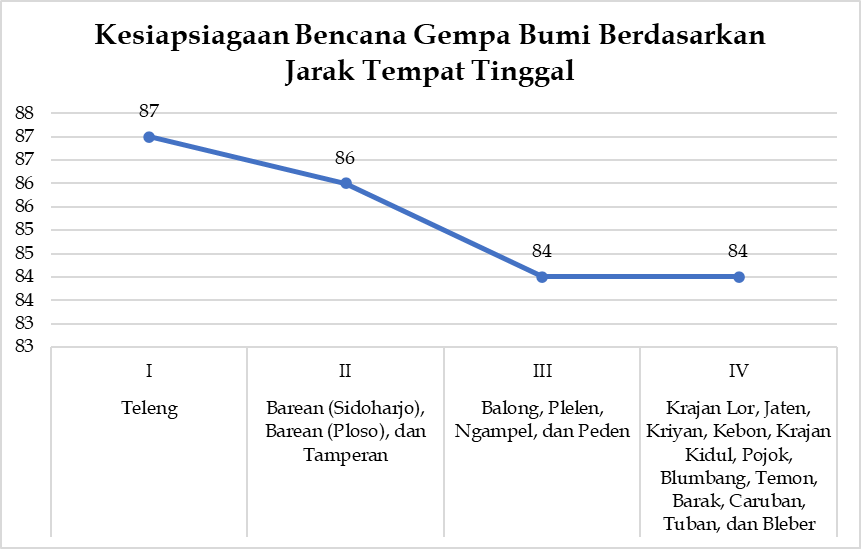 Kesiapsiagaan Bencana Gempa Bumi Berdasarkan
Jarak Tempat Tinggal
88
87
87
86
86
85
85
84
84
83
83
87
86
84
84
I
II
III
IV
Teleng
Barean (Sidoharjo),
Barean (Ploso), dan
Tamperan
Balong, Plelen,
Ngampel, dan Peden
Krajan Lor, Jaten,
Kriyan, Kebon, Krajan
Kidul, Pojok,
Blumbang, Temon,
Barak, Caruban,
Tuban, dan Bleber